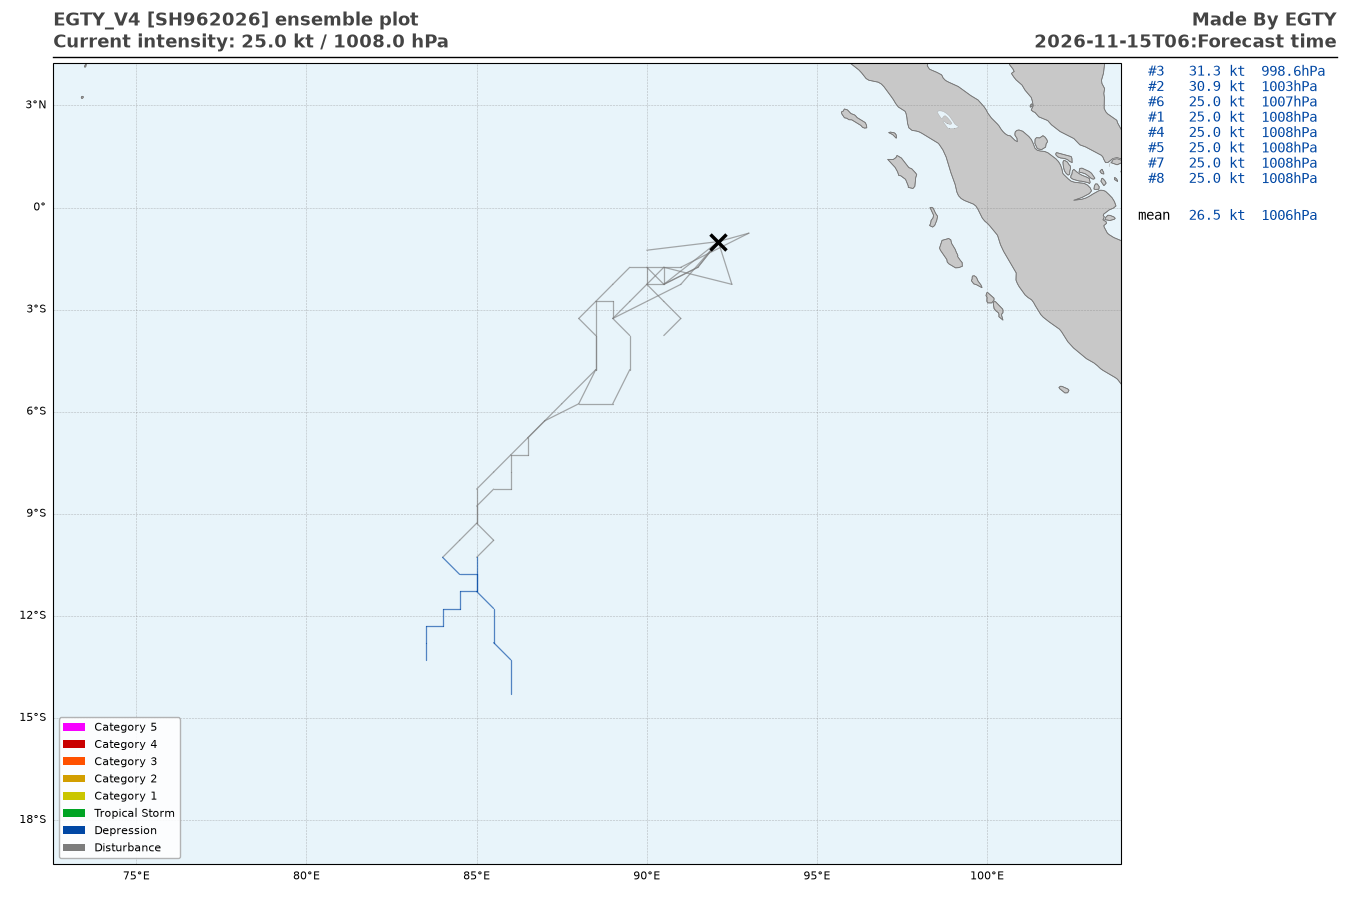 EGTY_V4 [SH962026] ensemble plot
Current intensity: 25.0 kt / 1008.0 hPa
Made By EGTY
2026-11-15T06:Forecast time
#3 31.3 kt 998.6hPa
#2 30.9 kt 1003hPa
#6 25.0 kt 1007hPa
#1 25.0 kt 1008hPa
#4 25.0 kt 1008hPa
#5 25.0 kt 1008hPa
#7 25.0 kt 1008hPa
#8 25.0 kt 1008hPa
mean 26.5 kt 1006hPa
3°N
0°
3°S
6°S
9°S
12°S
15°S
18°S
Category 5
Category 4
Category 3
Category 2
Category 1
Tropical Storm
Depression
Disturbance
75°E
80°E
85°E
90°E
95°E
100°E